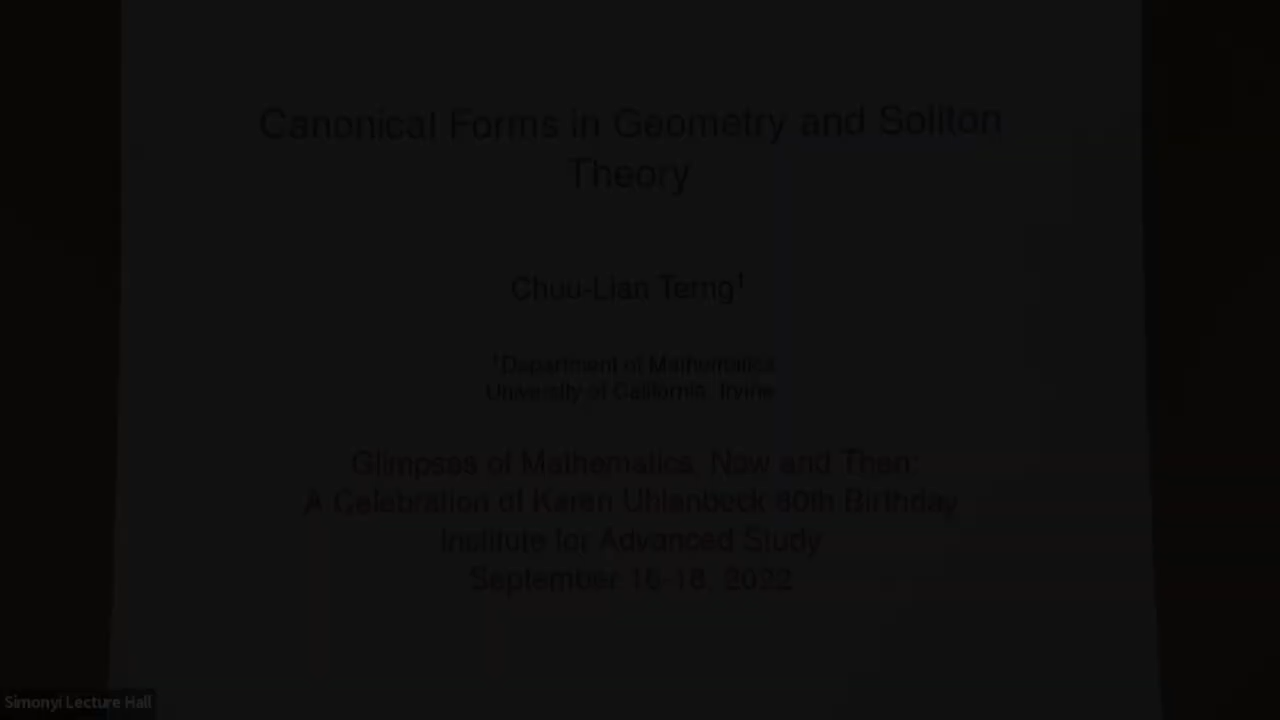 Canonical Forms in Geometry and Soliton
Theory
Chuu-Lian Terng¹
¹Department of Mathematics
University of California, Irvine
Glimpses of Mathematics, Now and Then:
A Celebration of Karen Uhlenbeck 80th Birthday
Institute for Advanced Study
September 16-18, 2022
Simonyi Lecture Hall